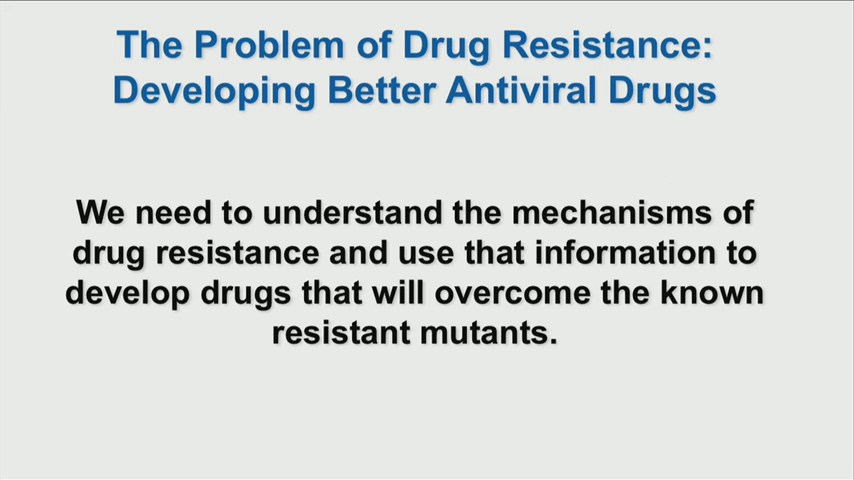 The Problem of Drug Resistance:
Developing Better Antiviral Drugs
We need to understand the mechanisms of
drug resistance and use that information to
develop drugs that will overcome the known
resistant mutants.